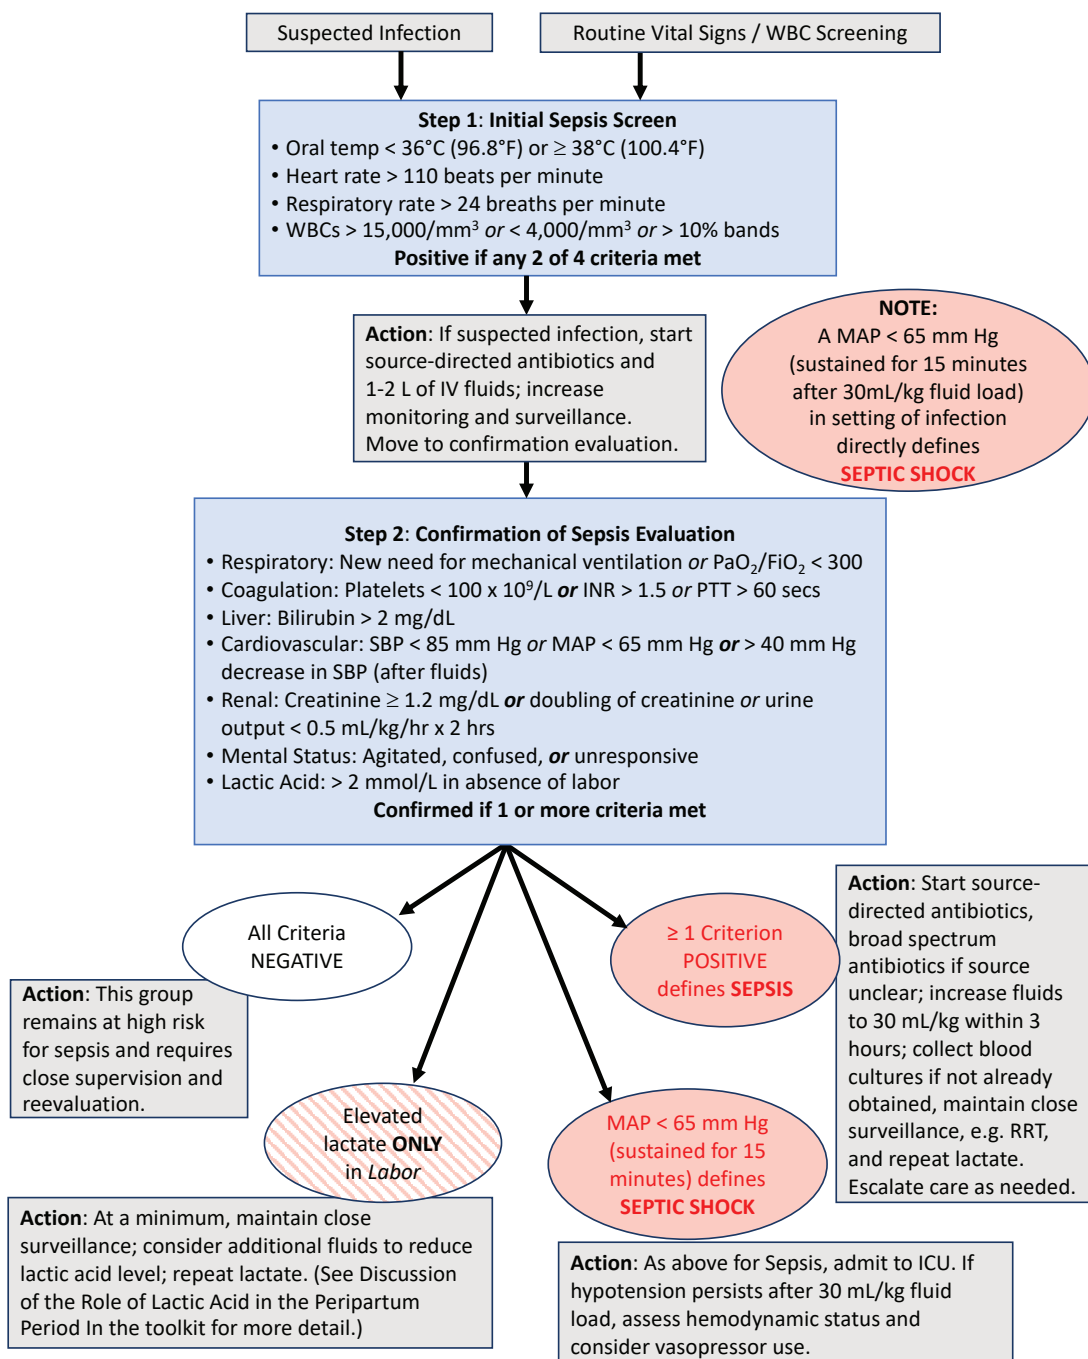 Suspected Infection
Routine Vital Signs / WBC Screening
Step 1: Initial Sepsis Screen
• Oral temp < 36°C (96.8°F) or ≥ 38°C (100.4°F)
• Heart rate > 110 beats per minute
• Respiratory rate > 24 breaths per minute
• WBCs > 15,000/mm³ or < 4,000/mm³ or > 10% bands
Positive if any 2 of 4 criteria met
Action: If suspected infection, start
source-directed antibiotics and
1-2 L of IV fluids; increase
monitoring and surveillance.
Move to confirmation evaluation.
NOTE:
A MAP < 65 mm Hg
(sustained for 15 minutes
after 30mL/kg fluid load)
in setting of infection
directly defines
SEPTIC SHOCK
Step 2: Confirmation of Sepsis Evaluation
• Respiratory: New need for mechanical ventilation or PaO₂/FiO₂ < 300
• Coagulation: Platelets < 100 x 10⁹/L or INR > 1.5 or PTT > 60 secs
• Liver: Bilirubin > 2 mg/dL
• Cardiovascular: SBP < 85 mm Hg or MAP < 65 mm Hg or > 40 mm Hg
decrease in SBP (after fluids)
• Renal: Creatinine ≥ 1.2 mg/dL or doubling of creatinine or urine
output < 0.5 mL/kg/hr x 2 hrs
• Mental Status: Agitated, confused, or unresponsive
• Lactic Acid: > 2 mmol/L in absence of labor
Confirmed if 1 or more criteria met
All Criteria
NEGATIVE
Action: This group
remains at high risk
for sepsis and requires
close supervision and
reevaluation.
Elevated
lactate ONLY
in Labor
Action: At a minimum, maintain close
surveillance; consider additional fluids to reduce
lactic acid level; repeat lactate. (See Discussion
of the Role of Lactic Acid in the Peripartum
Period In the toolkit for more detail.)
≥ 1 Criterion
POSITIVE
defines SEPSIS
Action: Start source-
directed antibiotics,
broad spectrum
antibiotics if source
unclear; increase fluids
to 30 mL/kg within 3
hours; collect blood
cultures if not already
obtained, maintain close
surveillance, e.g. RRT,
and repeat lactate.
Escalate care as needed.
MAP < 65 mm Hg
(sustained for 15
minutes) defines
SEPTIC SHOCK
Action: As above for Sepsis, admit to ICU. If
hypotension persists after 30 mL/kg fluid
load, assess hemodynamic status and
consider vasopressor use.